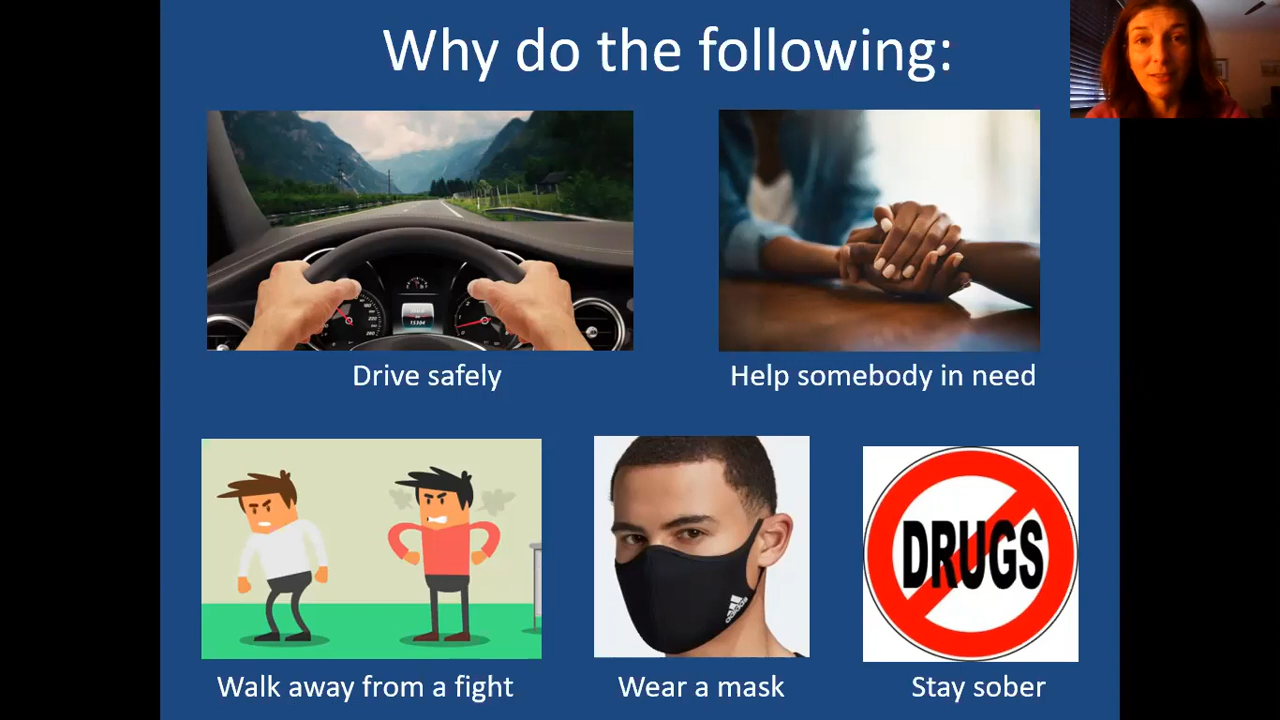 Why do the following:
Drive safely
Help somebody in need
adidas
DRUGS
Walk away from a fight
Wear a mask
Stay sober